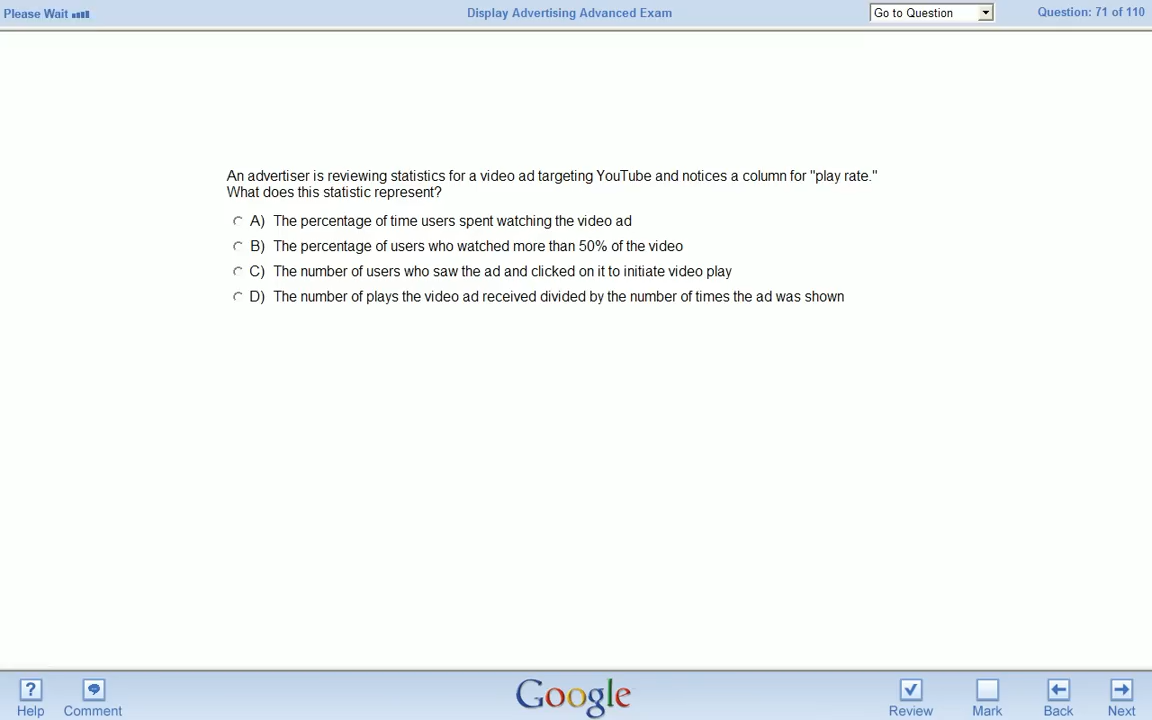 Please Wait
Display Advertising Advanced Exam
Go to Question
Question: 71 of 110
An advertiser is reviewing statistics for a video ad targeting YouTube and notices a column for "play rate."
What does this statistic represent?
A) The percentage of time users spent watching the video ad
B) The percentage of users who watched more than 50% of the video
C) The number of users who saw the ad and clicked on it to initiate video play
D) The number of plays the video ad received divided by the number of times the ad was shown
? 
Help
Comment
Google
Review
Mark
Back
Next